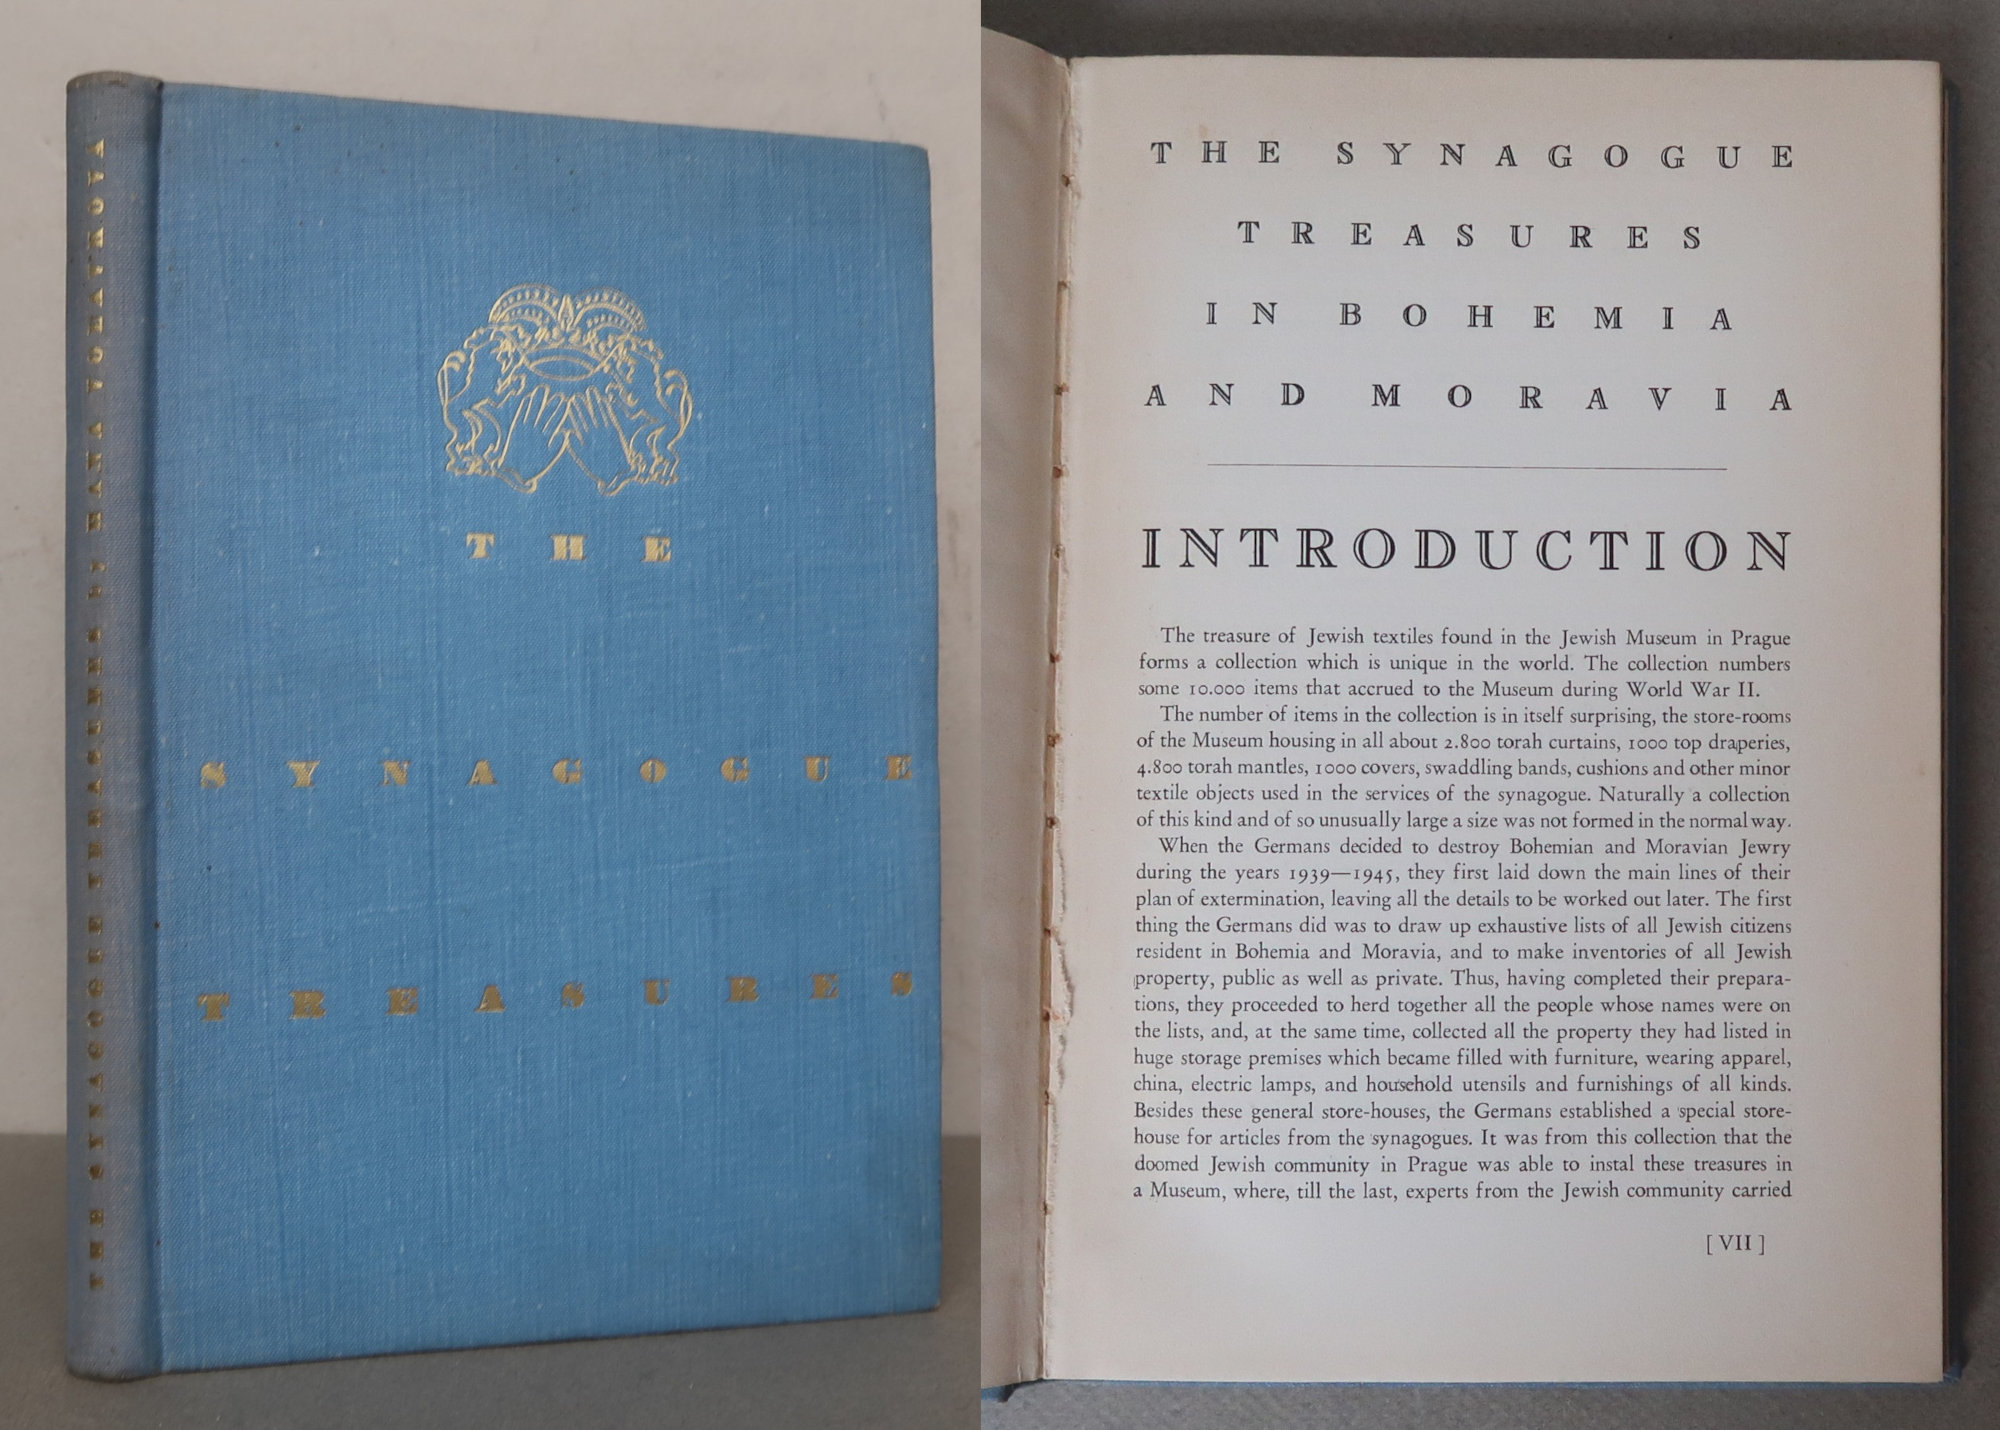 THE SYNAGOGUE TREASURES OF BOHEMIA AND MORAVIA
THE
SYNAGOGUE
TREASURES
THE SYNAGOGUE
TREASURES
IN BOHEMIA
AND MORAVIA
INTRODUCTION
The treasure of Jewish textiles found in the Jewish Museum in Prague
forms a collection which is unique in the world. The collection numbers
some 10.000 items that accrued to the Museum during World War II.
The number of items in the collection is in itself surprising, the store-rooms
of the Museum housing in all about 2.800 torah curtains, 1000 top draperies,
4.800 torah mantles, 1000 covers, swaddling bands, cushions and other minor
textile objects used in the services of the synagogue. Naturally a collection
of this kind and of so unusually large a size was not formed in the normal way.
When the Germans decided to destroy Bohemian and Moravian Jewry
during the years 1939—1945, they first laid down the main lines of their
plan of extermination, leaving all the details to be worked out later. The first
thing the Germans did was to draw up exhaustive lists of all Jewish citizens
resident in Bohemia and Moravia, and to make inventories of all Jewish
property, public as well as private. Thus, having completed their prepara-
tions, they proceeded to herd together all the people whose names were on
the lists, and, at the same time, collected all the property they had listed in
huge storage premises which became filled with furniture, wearing apparel,
china, electric lamps, and household utensils and furnishings of all kinds.
Besides these general store-houses, the Germans established a special store-
house for articles from the synagogues. It was from this collection that the
doomed Jewish community in Prague was able to instal these treasures in
a Museum, where, till the last, experts from the Jewish community carried
[ VII ]